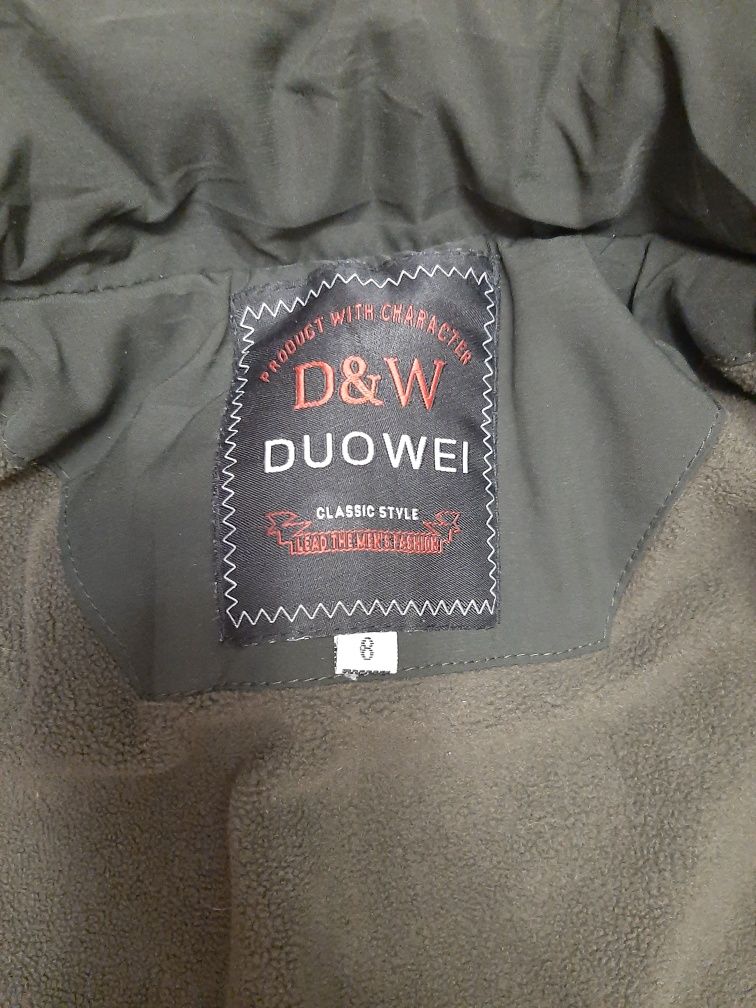 PRODUCT WITH CHARACTER
D&W
DUOWEI
CLASSIC STYLE
LEAD THE MEN'S FASHION
8